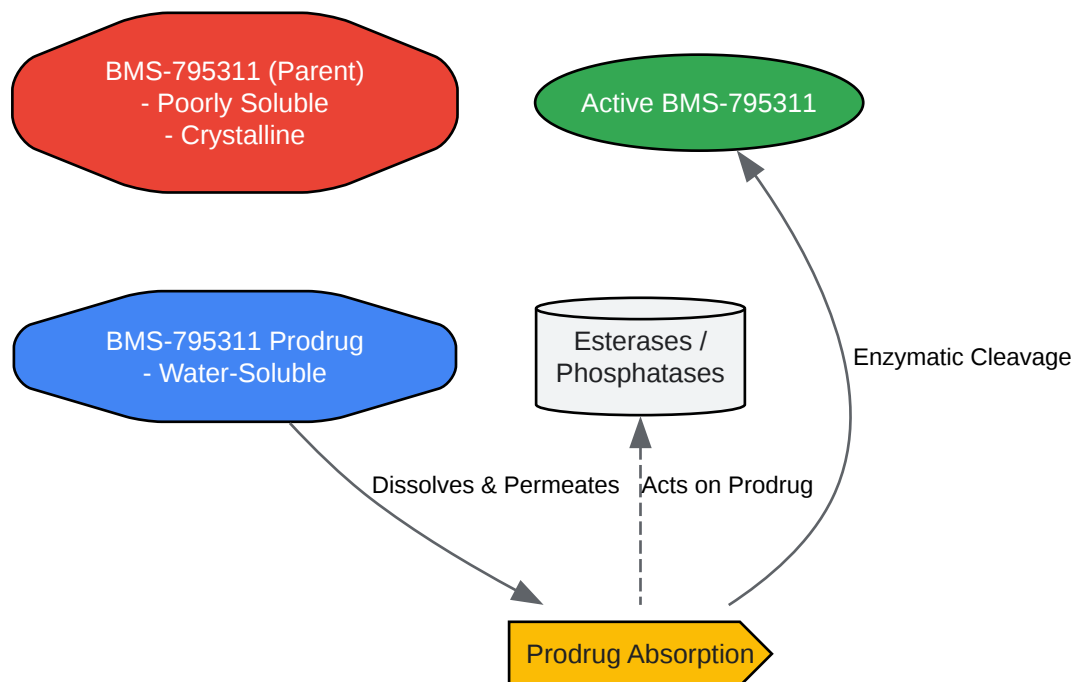 BMS-795311 (Parent)
- Poorly Soluble
- Crystalline
Active BMS-795311
BMS-795311 Prodrug
- Water-Soluble
Esterases /
Phosphatases
Enzymatic Cleavage
Dissolves & Permeates
Acts on Prodrug
Prodrug Absorption